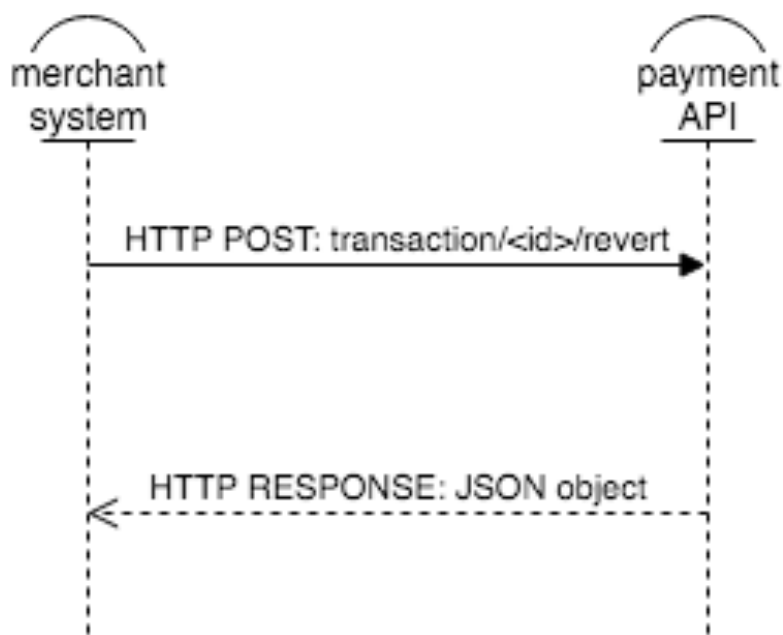 merchant
system
payment
API
HTTP POST: transaction/<id>/revert
HTTP RESPONSE: JSON object